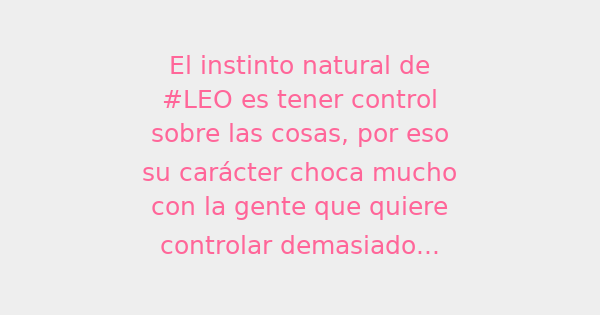 El instinto natural de
#LEO es tener control
sobre las cosas, por eso
su carácter choca mucho
con la gente que quiere
controlar demasiado...